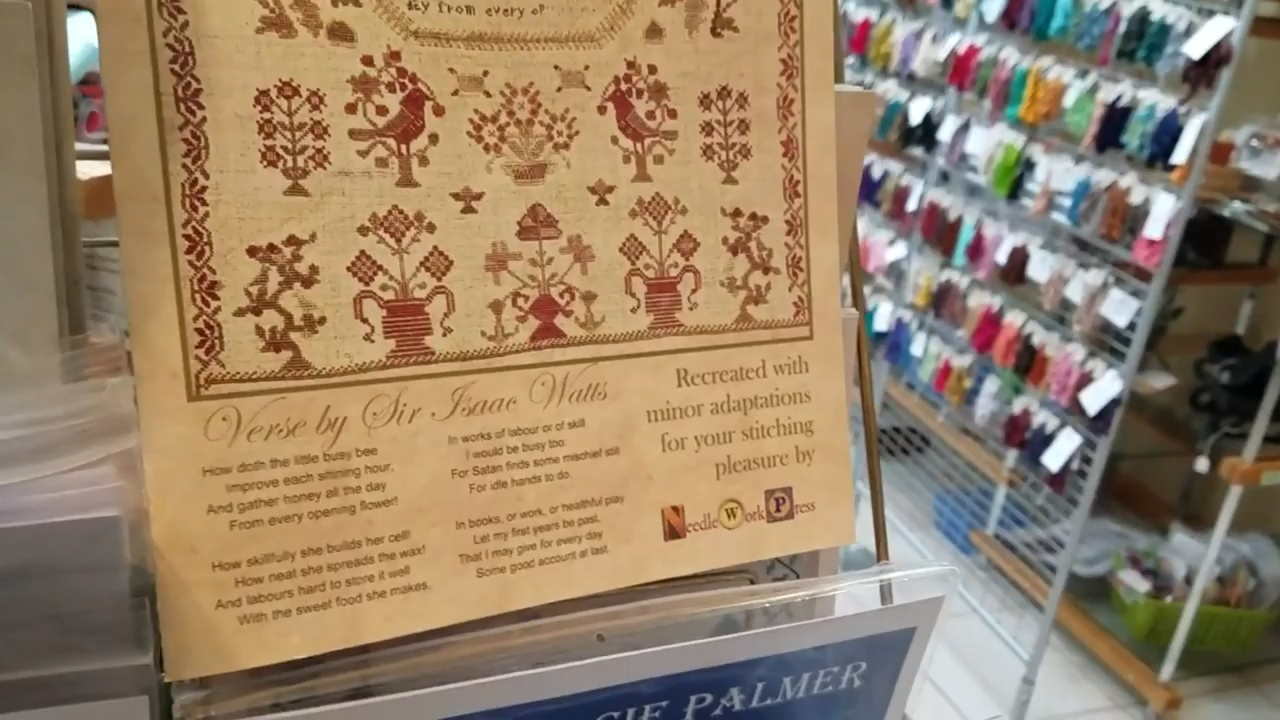 from every
Verse by Sir Isaac Watts
How doth the little busy bee
Improve each shining hour,
And gather honey all the day
From every opening flower!
How skillfully she builds her cell!
How neat she spreads the wax!
And labours hard to store it well
With the sweet food she makes.
In works of labour or of skill
I would be busy too:
For Satan finds some mischief still
For idle hands to do.
In books, or work, or healthful play
Let my first years be past,
That I may give for every day
Some good account at last.
Recreated with
minor adaptations
for your stitching
pleasure by
NeedleWorkPress
PALMER